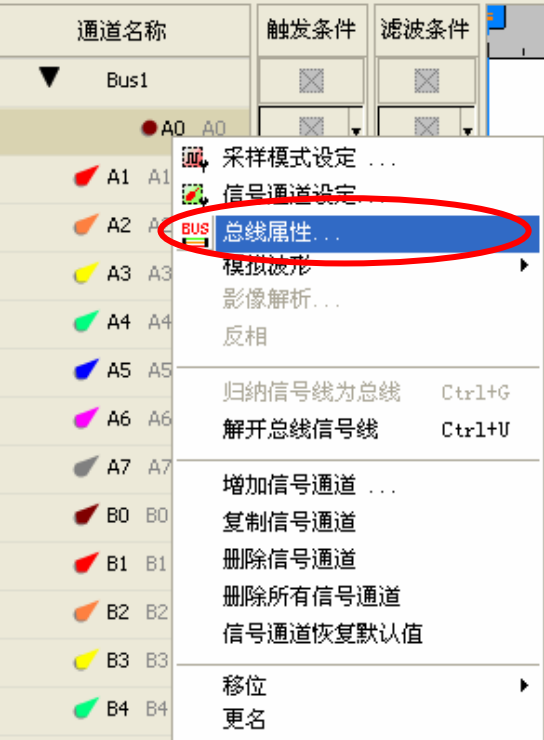 通道名称 触发条件 滤波条件
Bus1
A0 A0
采样模式设定 ...
A1 A1
信号通道设定...
A2 A2
BUS 总线属性...
模拟波形
A3 A3
影像解析...
A4 A4
反相
A5 A5
归纳信号线为总线 Ctrl+G
A6 A6
解开总线信号线 Ctrl+U
A7 A7
增加信号通道 ...
B0 B0
复制信号通道
B1 B1
删除信号通道
B2 B2
删除所有信号通道
信号通道恢复默认值
B3 B3
移位
B4 B4
更名